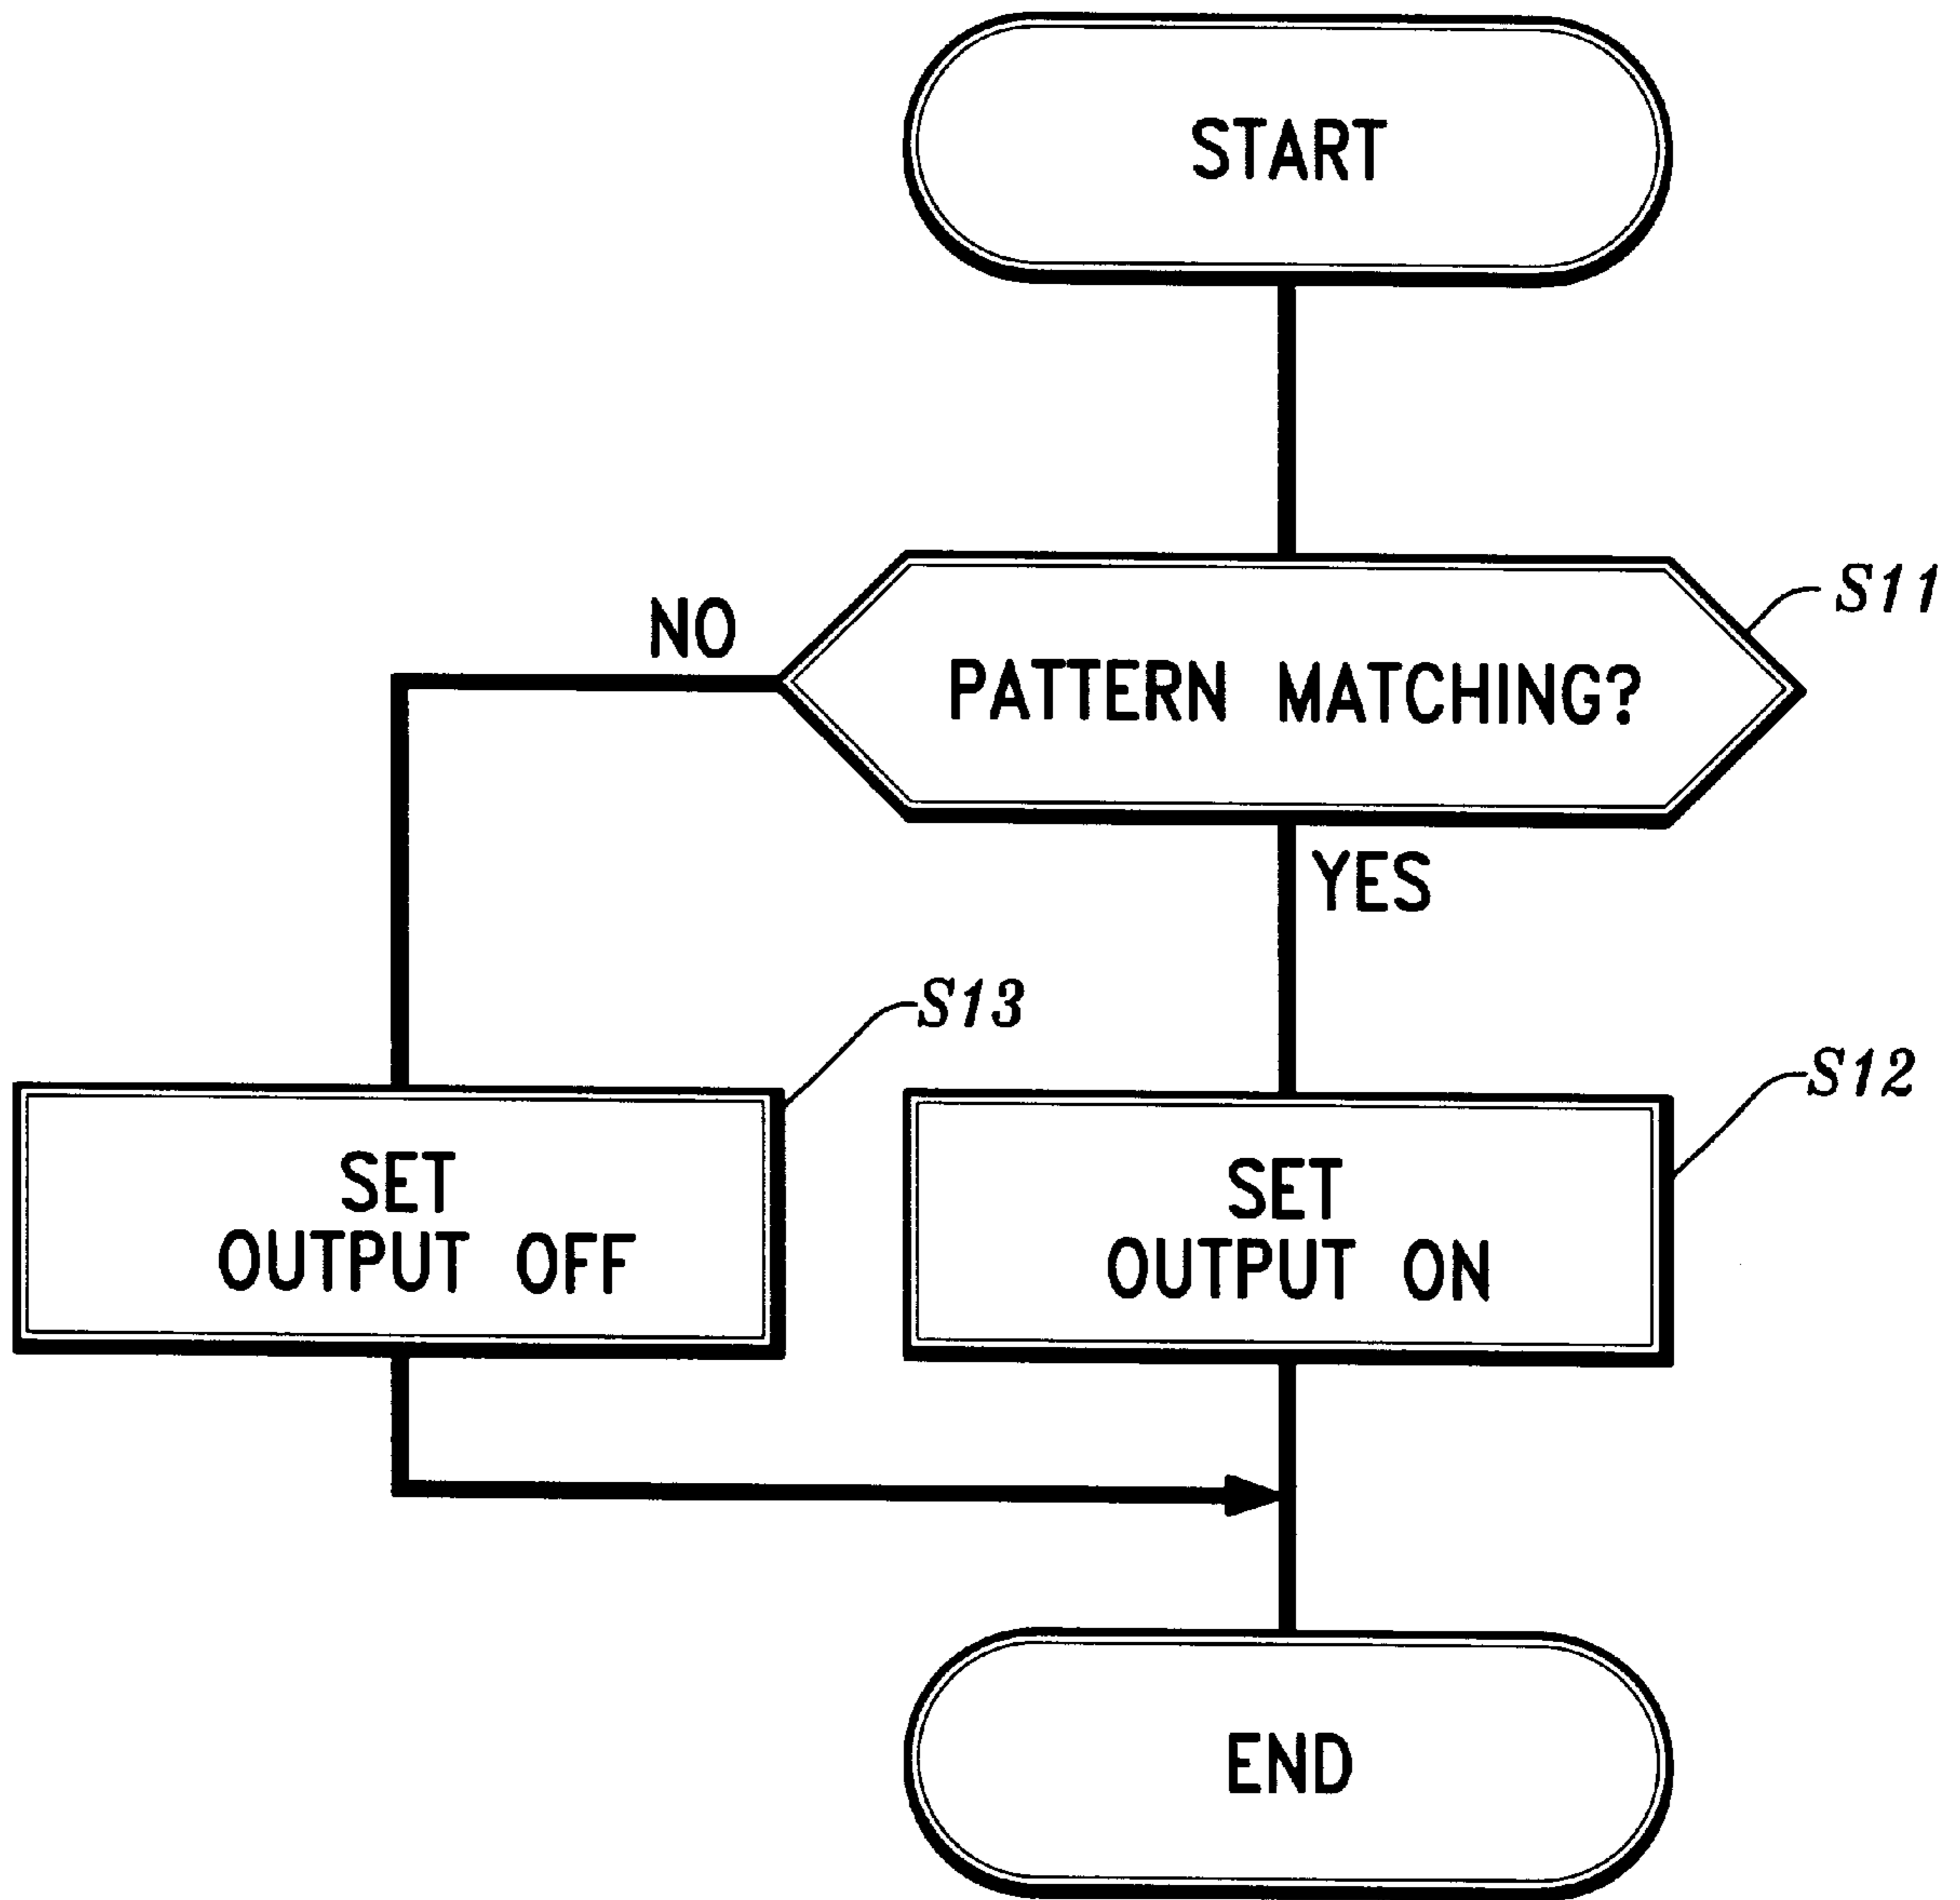 START
NO
S11
PATTERN MATCHING?
YES
S13
S12
SET
OUTPUT OFF
SET
OUTPUT ON
END